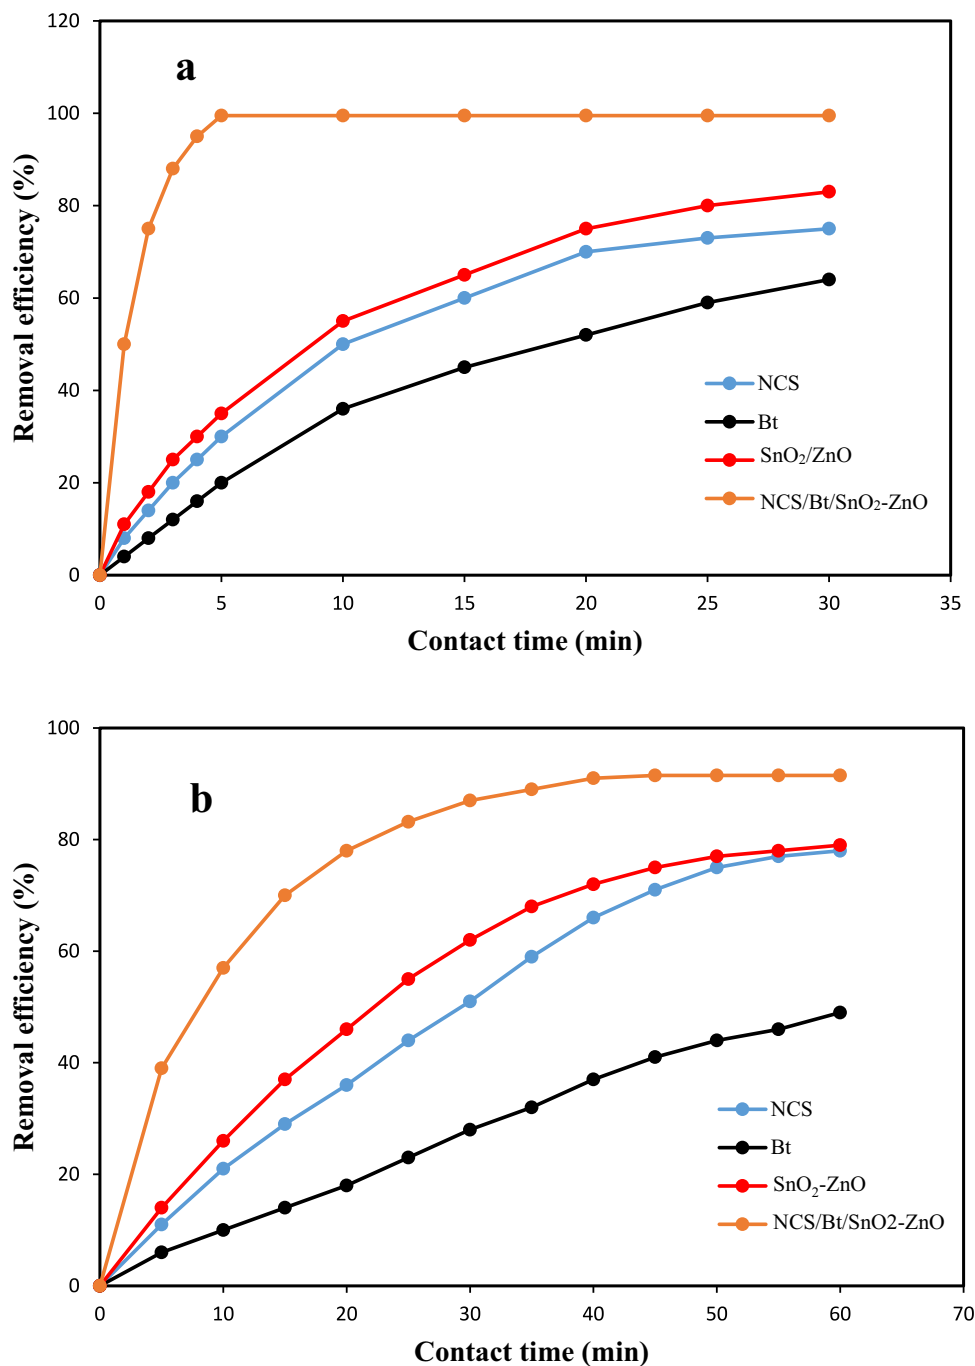 a
Removal efficiency (%)
120
100
80
60
40
20
0
0 5 10 15 20 25 30 35
Contact time (min)
NCS
Bt
SnO₂/ZnO
NCS/Bt/SnO₂-ZnO
b
Removal efficiency (%)
100
80
60
40
20
0
0 10 20 30 40 50 60 70
Contact time (min)
NCS
Bt
SnO₂-ZnO
NCS/Bt/SnO2-ZnO